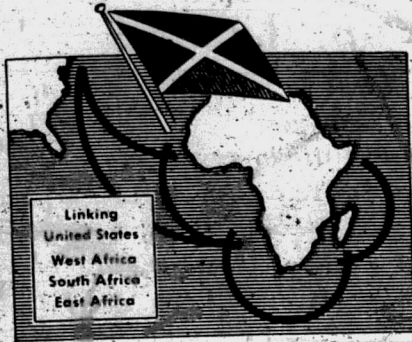 Linking
United States
West Africa
South Africa
East Africa